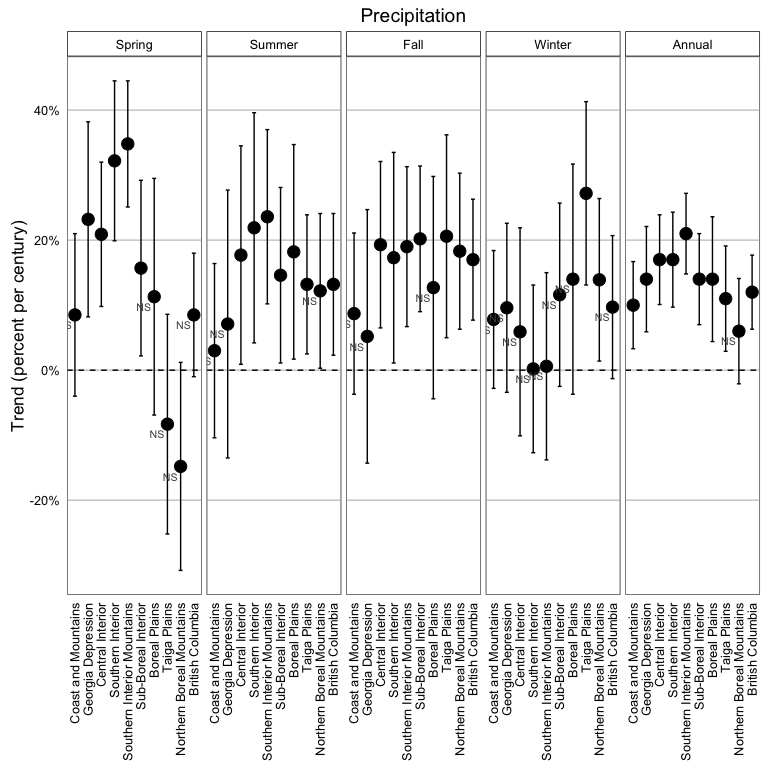 Precipitation
Spring Summer Fall Winter Annual
Trend (percent per century)
40%
20%
0%
-20%
S NS NS NS NS NS
S NS NS
S NS NS
S NS NS NS NS NS NS
NS
Coast and Mountains
Georgia Depression
Central Interior
Southern Interior
Southern Interior Mountains
Sub-Boreal Interior
Boreal Plains
Taiga Plains
Northern Boreal Mountains
British Columbia
Coast and Mountains
Georgia Depression
Central Interior
Southern Interior
Southern Interior Mountains
Sub-Boreal Interior
Boreal Plains
Taiga Plains
Northern Boreal Mountains
British Columbia
Coast and Mountains
Georgia Depression
Central Interior
Southern Interior
Southern Interior Mountains
Sub-Boreal Interior
Boreal Plains
Taiga Plains
Northern Boreal Mountains
British Columbia
Coast and Mountains
Georgia Depression
Central Interior
Southern Interior
Southern Interior Mountains
Sub-Boreal Interior
Boreal Plains
Taiga Plains
Northern Boreal Mountains
British Columbia
Coast and Mountains
Georgia Depression
Central Interior
Southern Interior
Southern Interior Mountains
Sub-Boreal Interior
Boreal Plains
Taiga Plains
Northern Boreal Mountains
British Columbia